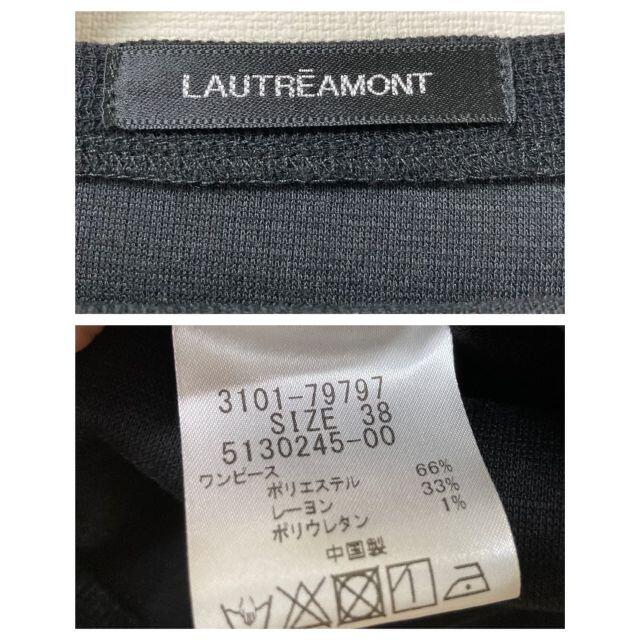 LAUTRĒAMONT
3101-79797
SIZE 38
5130245-00
ワンピース
ポリエステル 66%
レーヨン 33%
ポリウレタン 1%
中国製